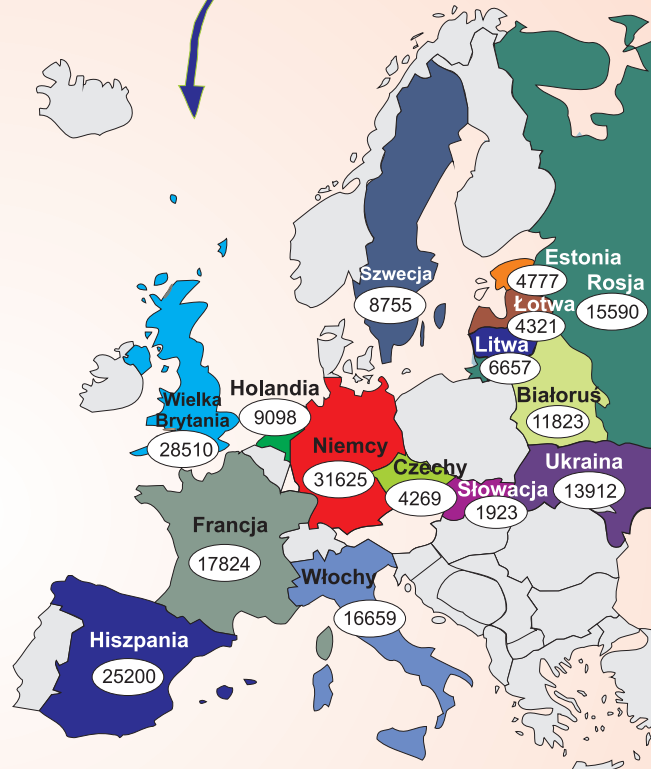 Estonia
4777
Szwecja
8755
Rosja
15590
Łotwa
4321
Litwa
6657
Holandia
9098
Wielka
Brytania
28510
Białoruś
11823
Niemcy
31625
Czechy
4269
Słowacja
1923
Ukraina
13912
Francja
17824
Włochy
16659
Hiszpania
25200